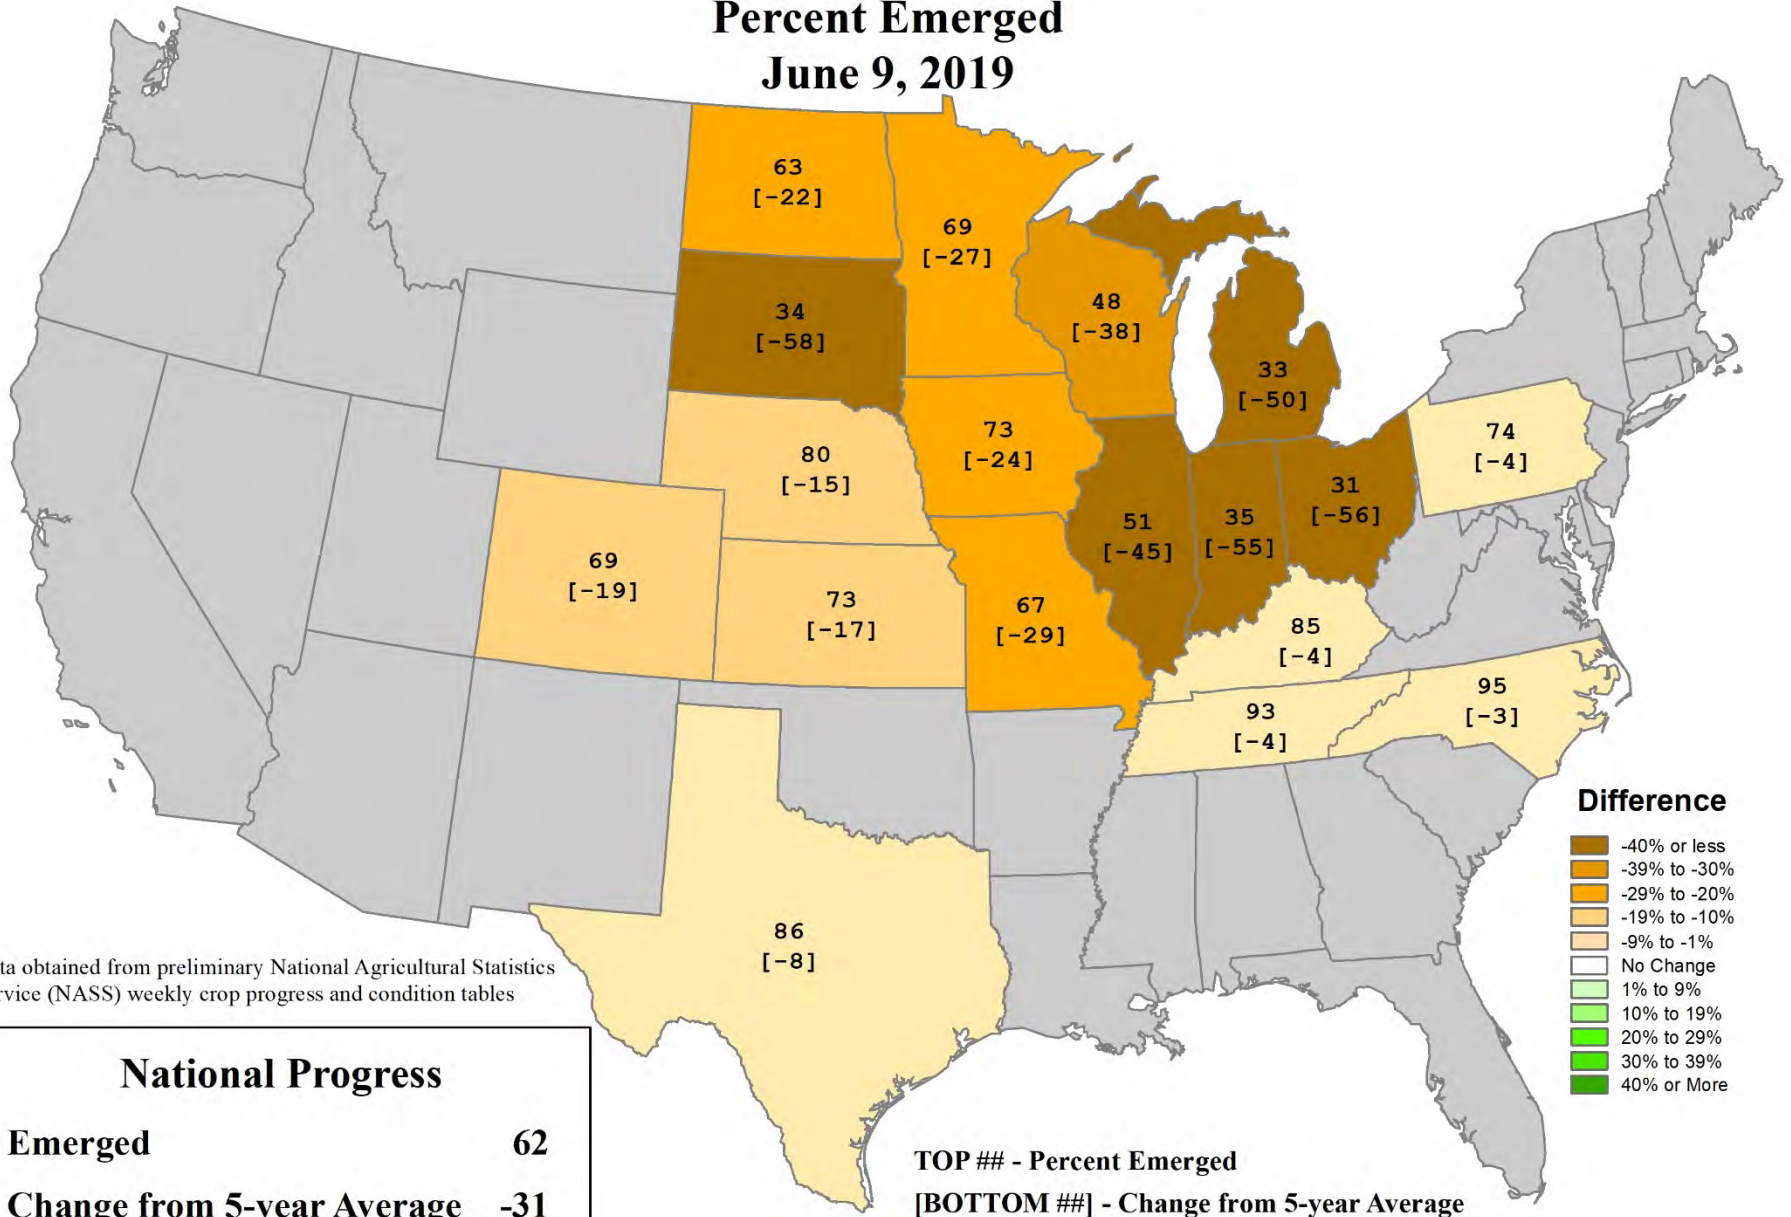 Percent Emerged
June 9, 2019
63
[-22]
69
[-27]
34
[-58]
48
[-38]
33
[-50]
80
[-15]
73
[-24]
74
[-4]
51
[-45]
35
[-55]
31
[-56]
69
[-19]
73
[-17]
67
[-29]
85
[-4]
93
[-4]
95
[-3]
86
[-8]
Difference
-40% or less
-39% to -30%
-29% to -20%
-19% to -10%
-9% to -1%
No Change
1% to 9%
10% to 19%
20% to 29%
30% to 39%
40% or More
ta obtained from preliminary National Agricultural Statistics
rvice (NASS) weekly crop progress and condition tables
National Progress
Emerged 62
Change from 5-year Average -31
TOP ## - Percent Emerged
[BOTTOM ##] - Change from 5-year Average